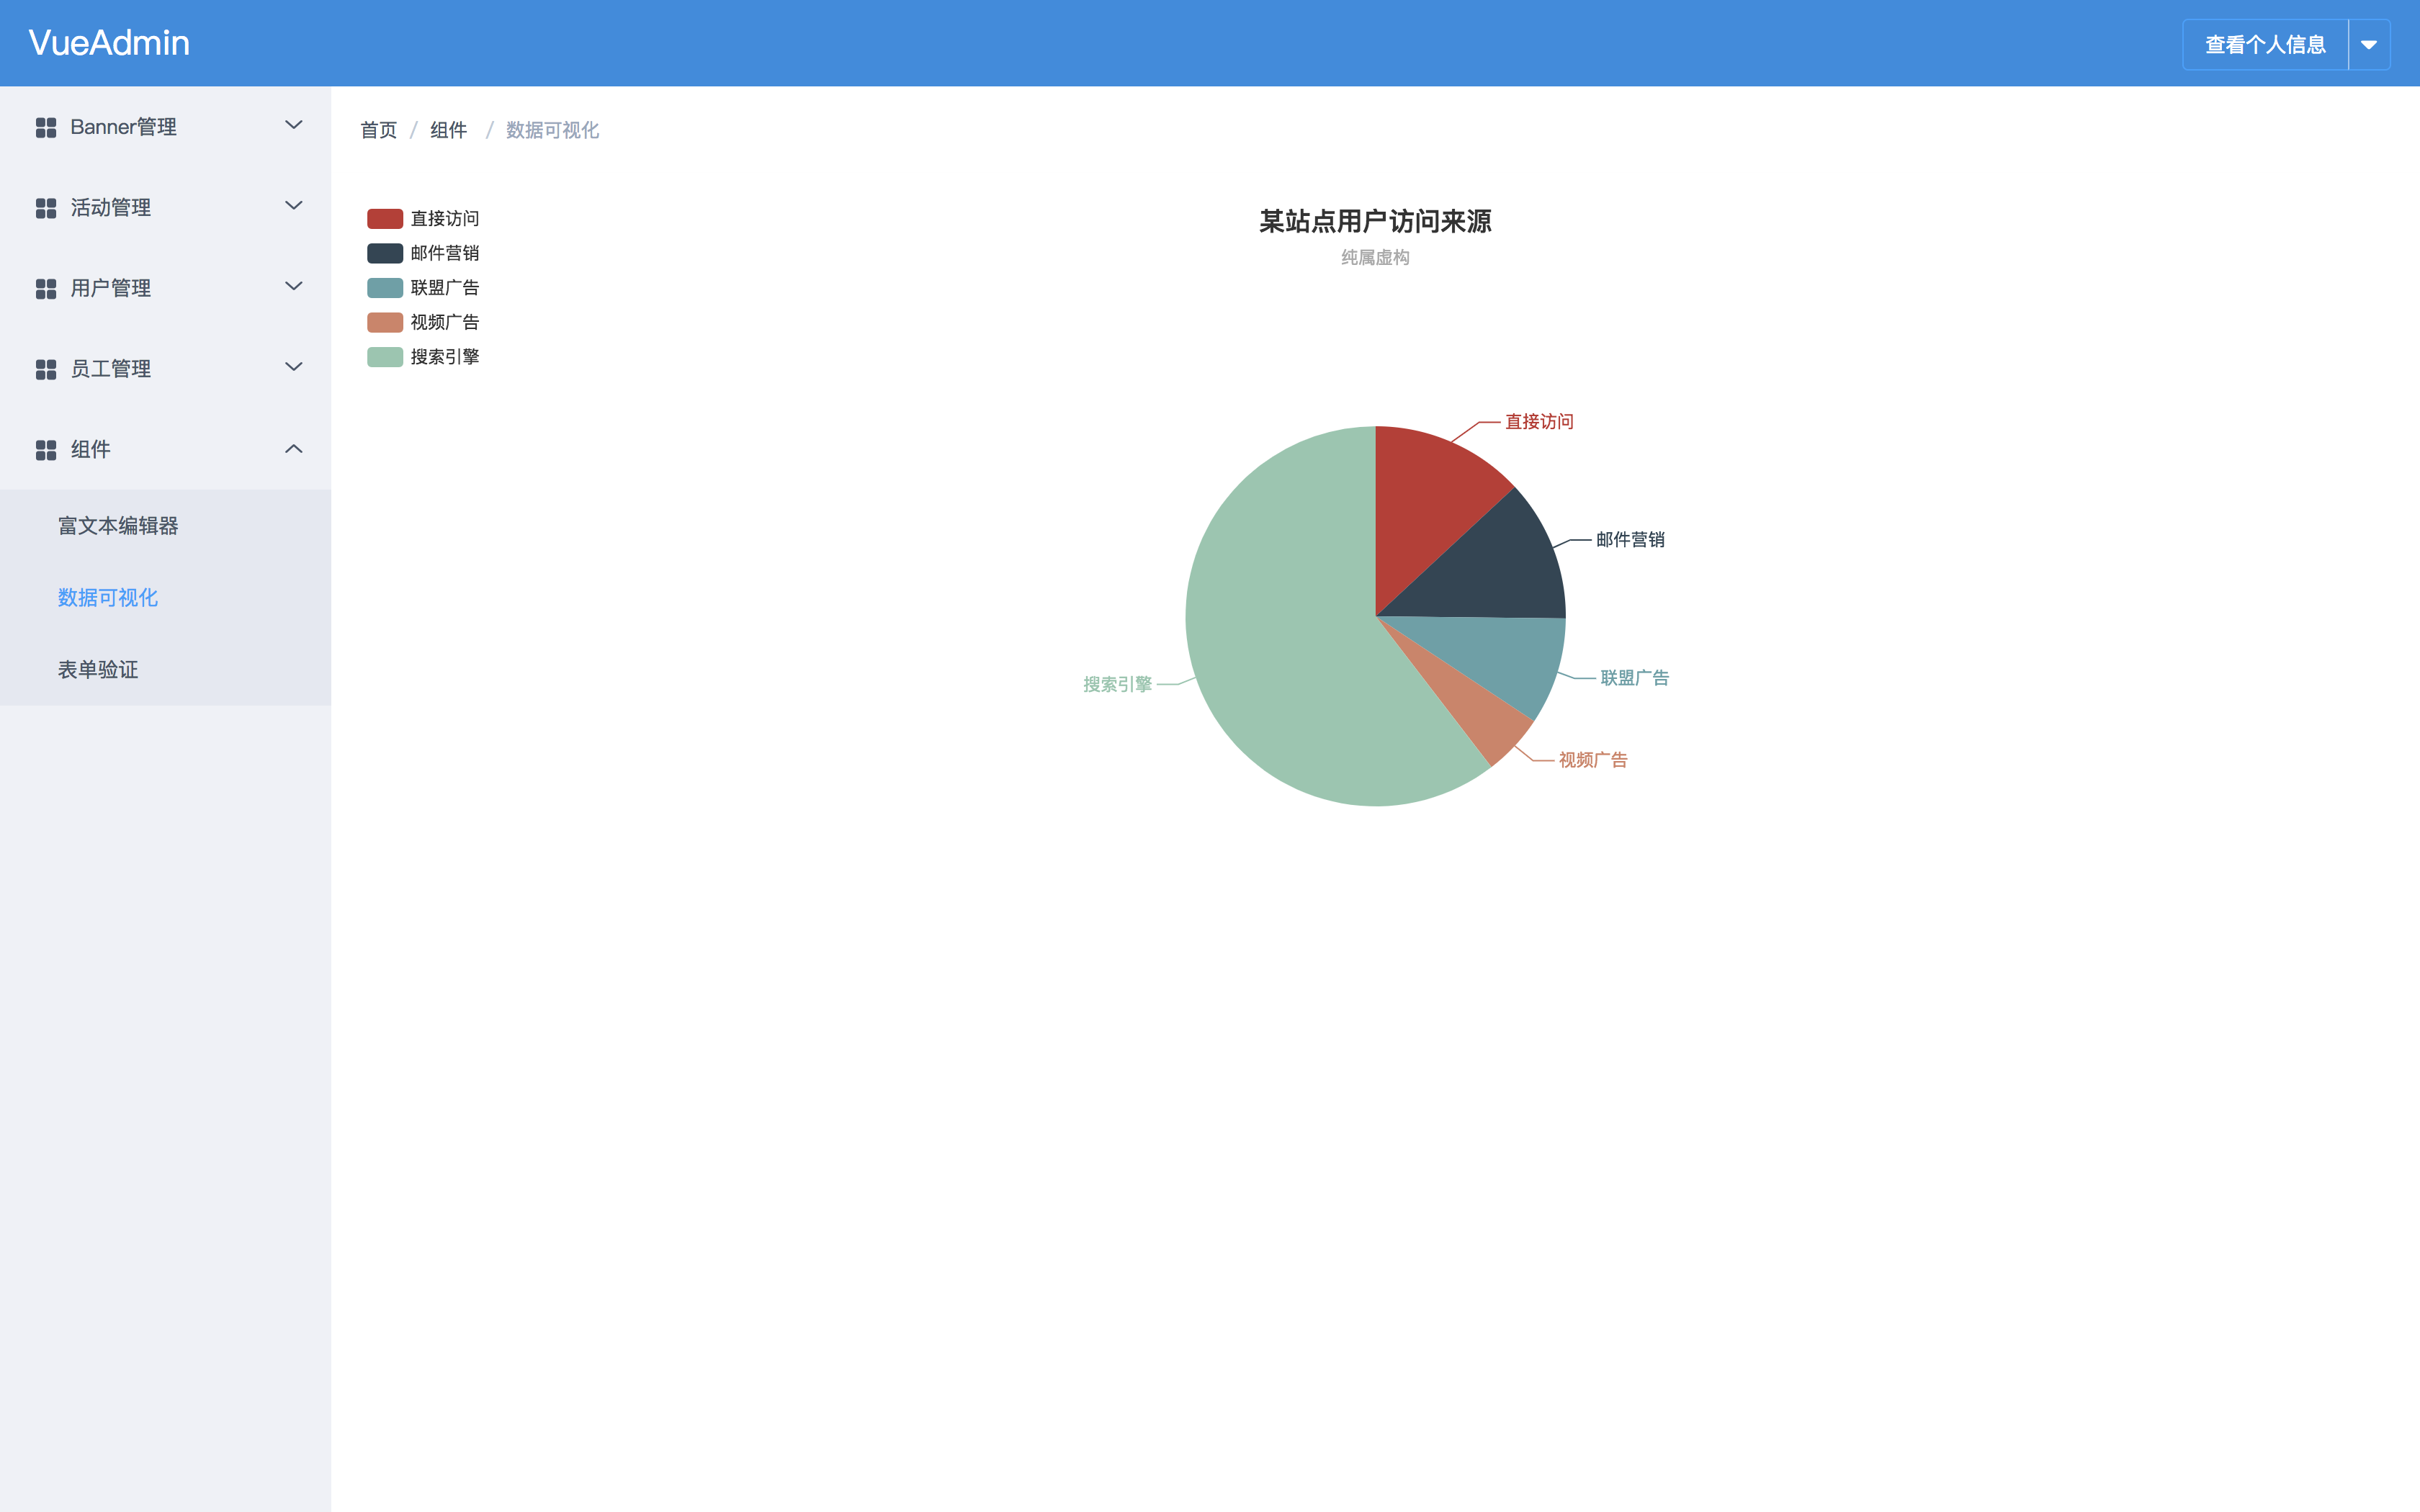 VueAdmin
查看个人信息
Banner管理
活动管理
用户管理
员工管理
组件
富文本编辑器
数据可视化
表单验证
首页 / 组件 / 数据可视化
直接访问
邮件营销
联盟广告
视频广告
搜索引擎
某站点用户访问来源
纯属虚构
直接访问
邮件营销
联盟广告
视频广告
搜索引擎